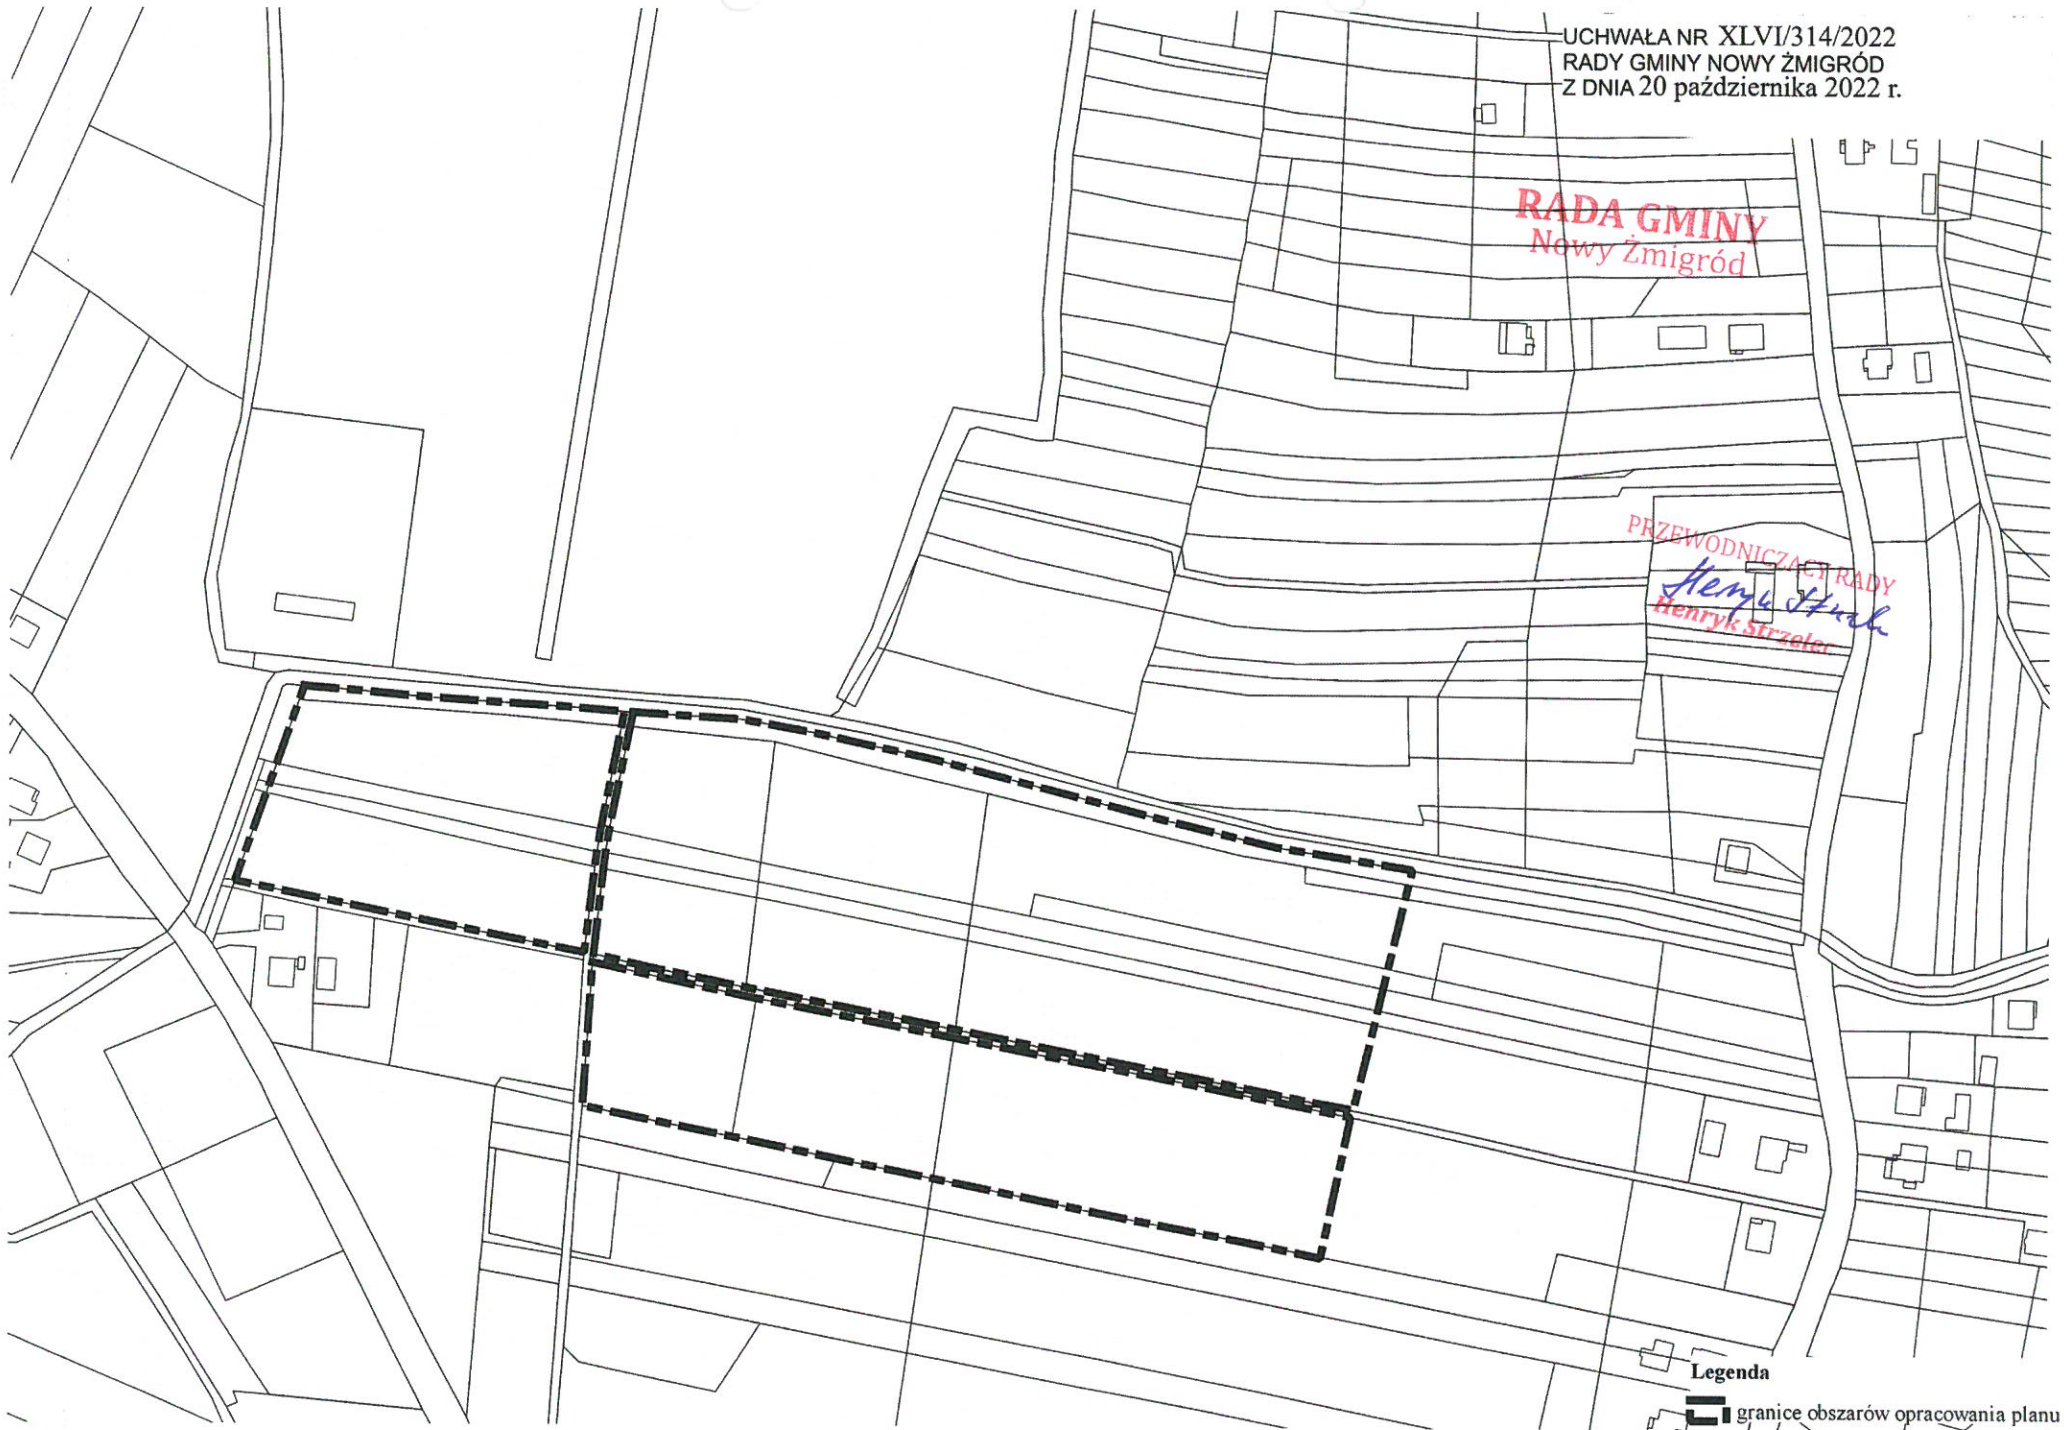 UCHWAŁA NR XLVI/314/2022
RADY GMINY NOWY ŻMIGRÓD
Z DNIA 20 października 2022 r.
RADA GMINY
Nowy Żmigród
PRZEWODNICZĄCY RADY
Henryk Strzelec
Legenda
granice obszarów opracowania planu